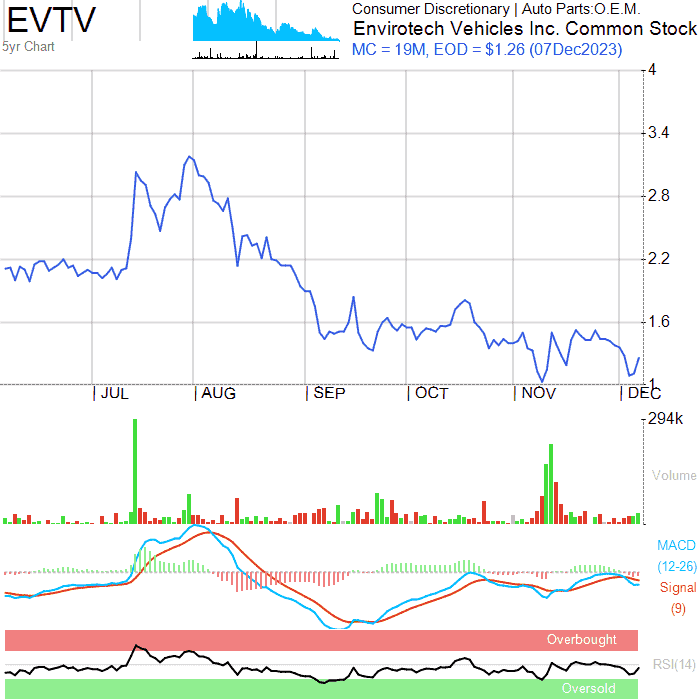 EVTV
5yr Chart
Consumer Discretionary | Auto Parts:O.E.M.
Envirotech Vehicles Inc. Common Stock
MC = 19M, EOD = $1.26 (07Dec2023)
4
3.4
2.8
2.2
1.6
1
JUL AUG SEP OCT NOV DEC
294k
Volume
MACD
(12-26)
Signal
(9)
Overbought
RSI(14)
Oversold